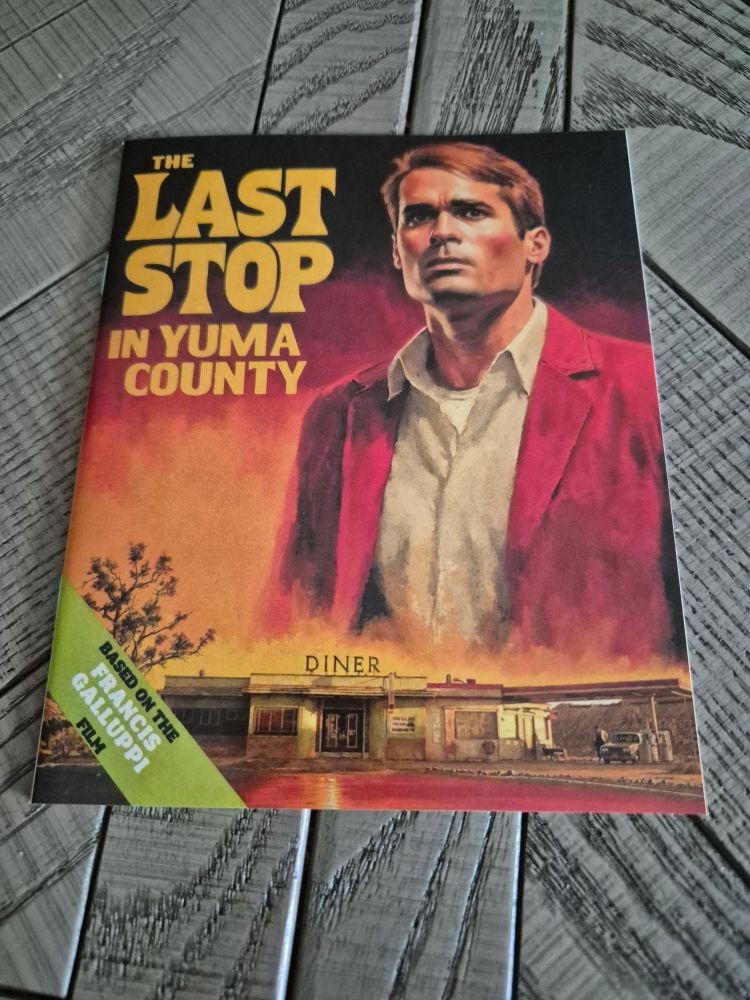 THE
LAST
STOP
IN YUMA
COUNTY
DINER
BASED ON THE
FRANCIS
GALLUPPI
FILM